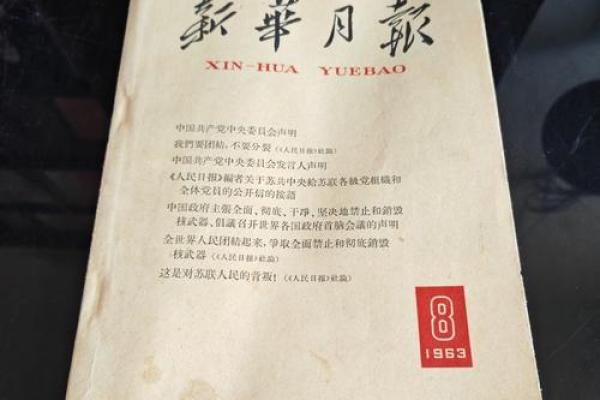 新華月報
XIN-HUA YUEBAO
中国共产党中央委員会声明
我們要团結，不要分裂（《人民日报》社論）
中国共产党中央委員会发言人声明
《人民日报》編者关于苏共中央給苏联各級党組織和
全体党員的公开信的按語
中国政府主張全面、彻底、干淨、坚决地禁止和銷毁
核武器、倡議召开世界各国政府首脑会議的声明
全世界人民团結起来，爭取全面禁止和彻底銷毁
核武器（《人民日报》社論）
这是对苏联人民的背叛！（《人民日报》社論）
8
1963